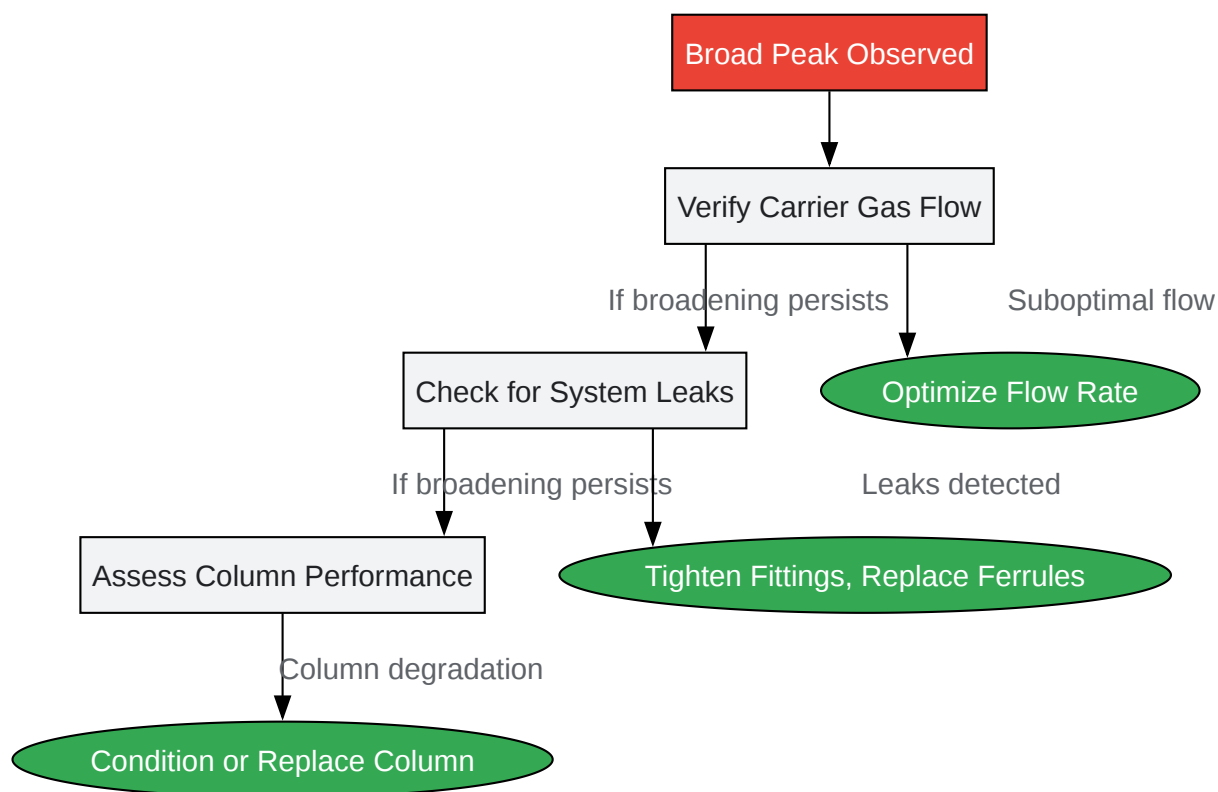 Broad Peak Observed
Verify Carrier Gas Flow
If broadening persists
Suboptimal flow
Check for System Leaks
Optimize Flow Rate
If broadening persists
Leaks detected
Assess Column Performance
Tighten Fittings, Replace Ferrules
Column degradation
Condition or Replace Column